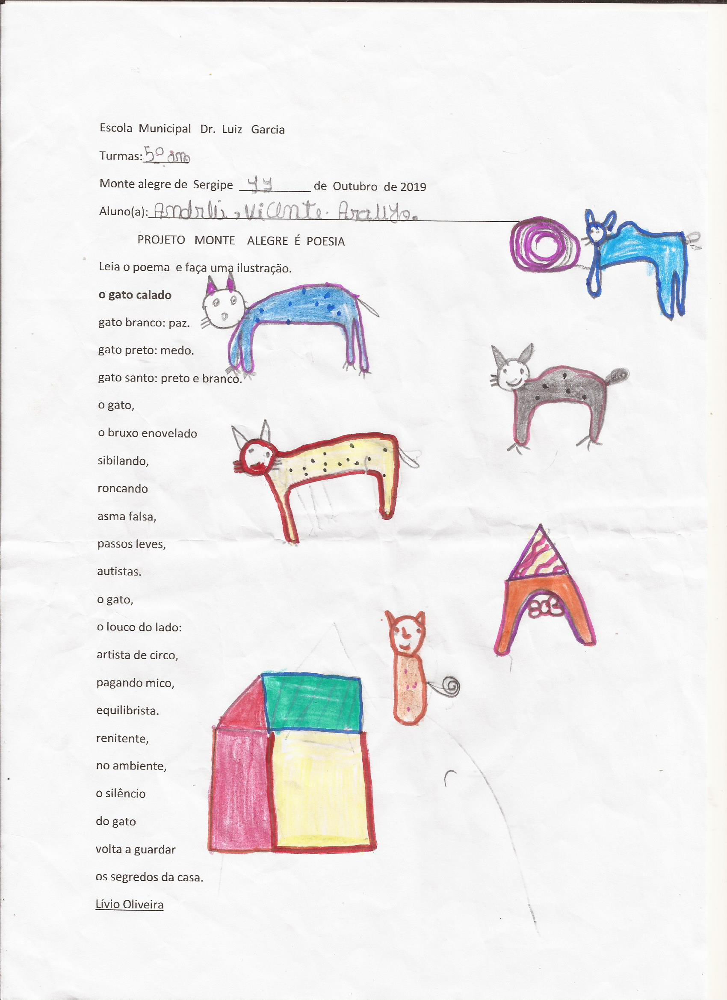 Escola Municipal Dr. Luiz Garcia
Turmas: 5º ano
Monte alegre de Sergipe de Outubro de 2019
Aluno(a): Vicente. Araujo.
PROJETO MONTE ALEGRE É POESIA
Leia o poema e faça uma ilustração.
o gato calado
gato branco: paz.
gato preto: medo.
gato santo: preto e branco.
o gato,
o bruxo enovelado
sibilando,
roncando
asma falsa,
passos leves,
autistas.
o gato,
o louco do lado:
artista de circo,
pagando mico,
equilibrista.
renitente,
no ambiente,
o silêncio
do gato
volta a guardar
os segredos da casa.
Lívio Oliveira